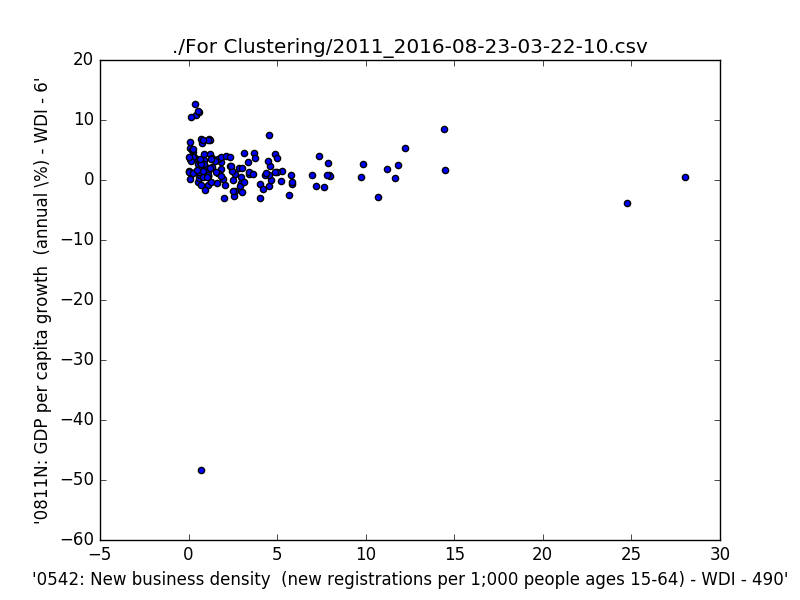 ./For Clustering/2011_2016-08-23-03-22-10.csv
'0811N: GDP per capita growth  (annual \%) - WDI - 6'
20
10
0
−10
−20
−30
−40
−50
−60
−5 0 5 10 15 20 25 30
'0542: New business density  (new registrations per 1;000 people ages 15-64) - WDI - 490'